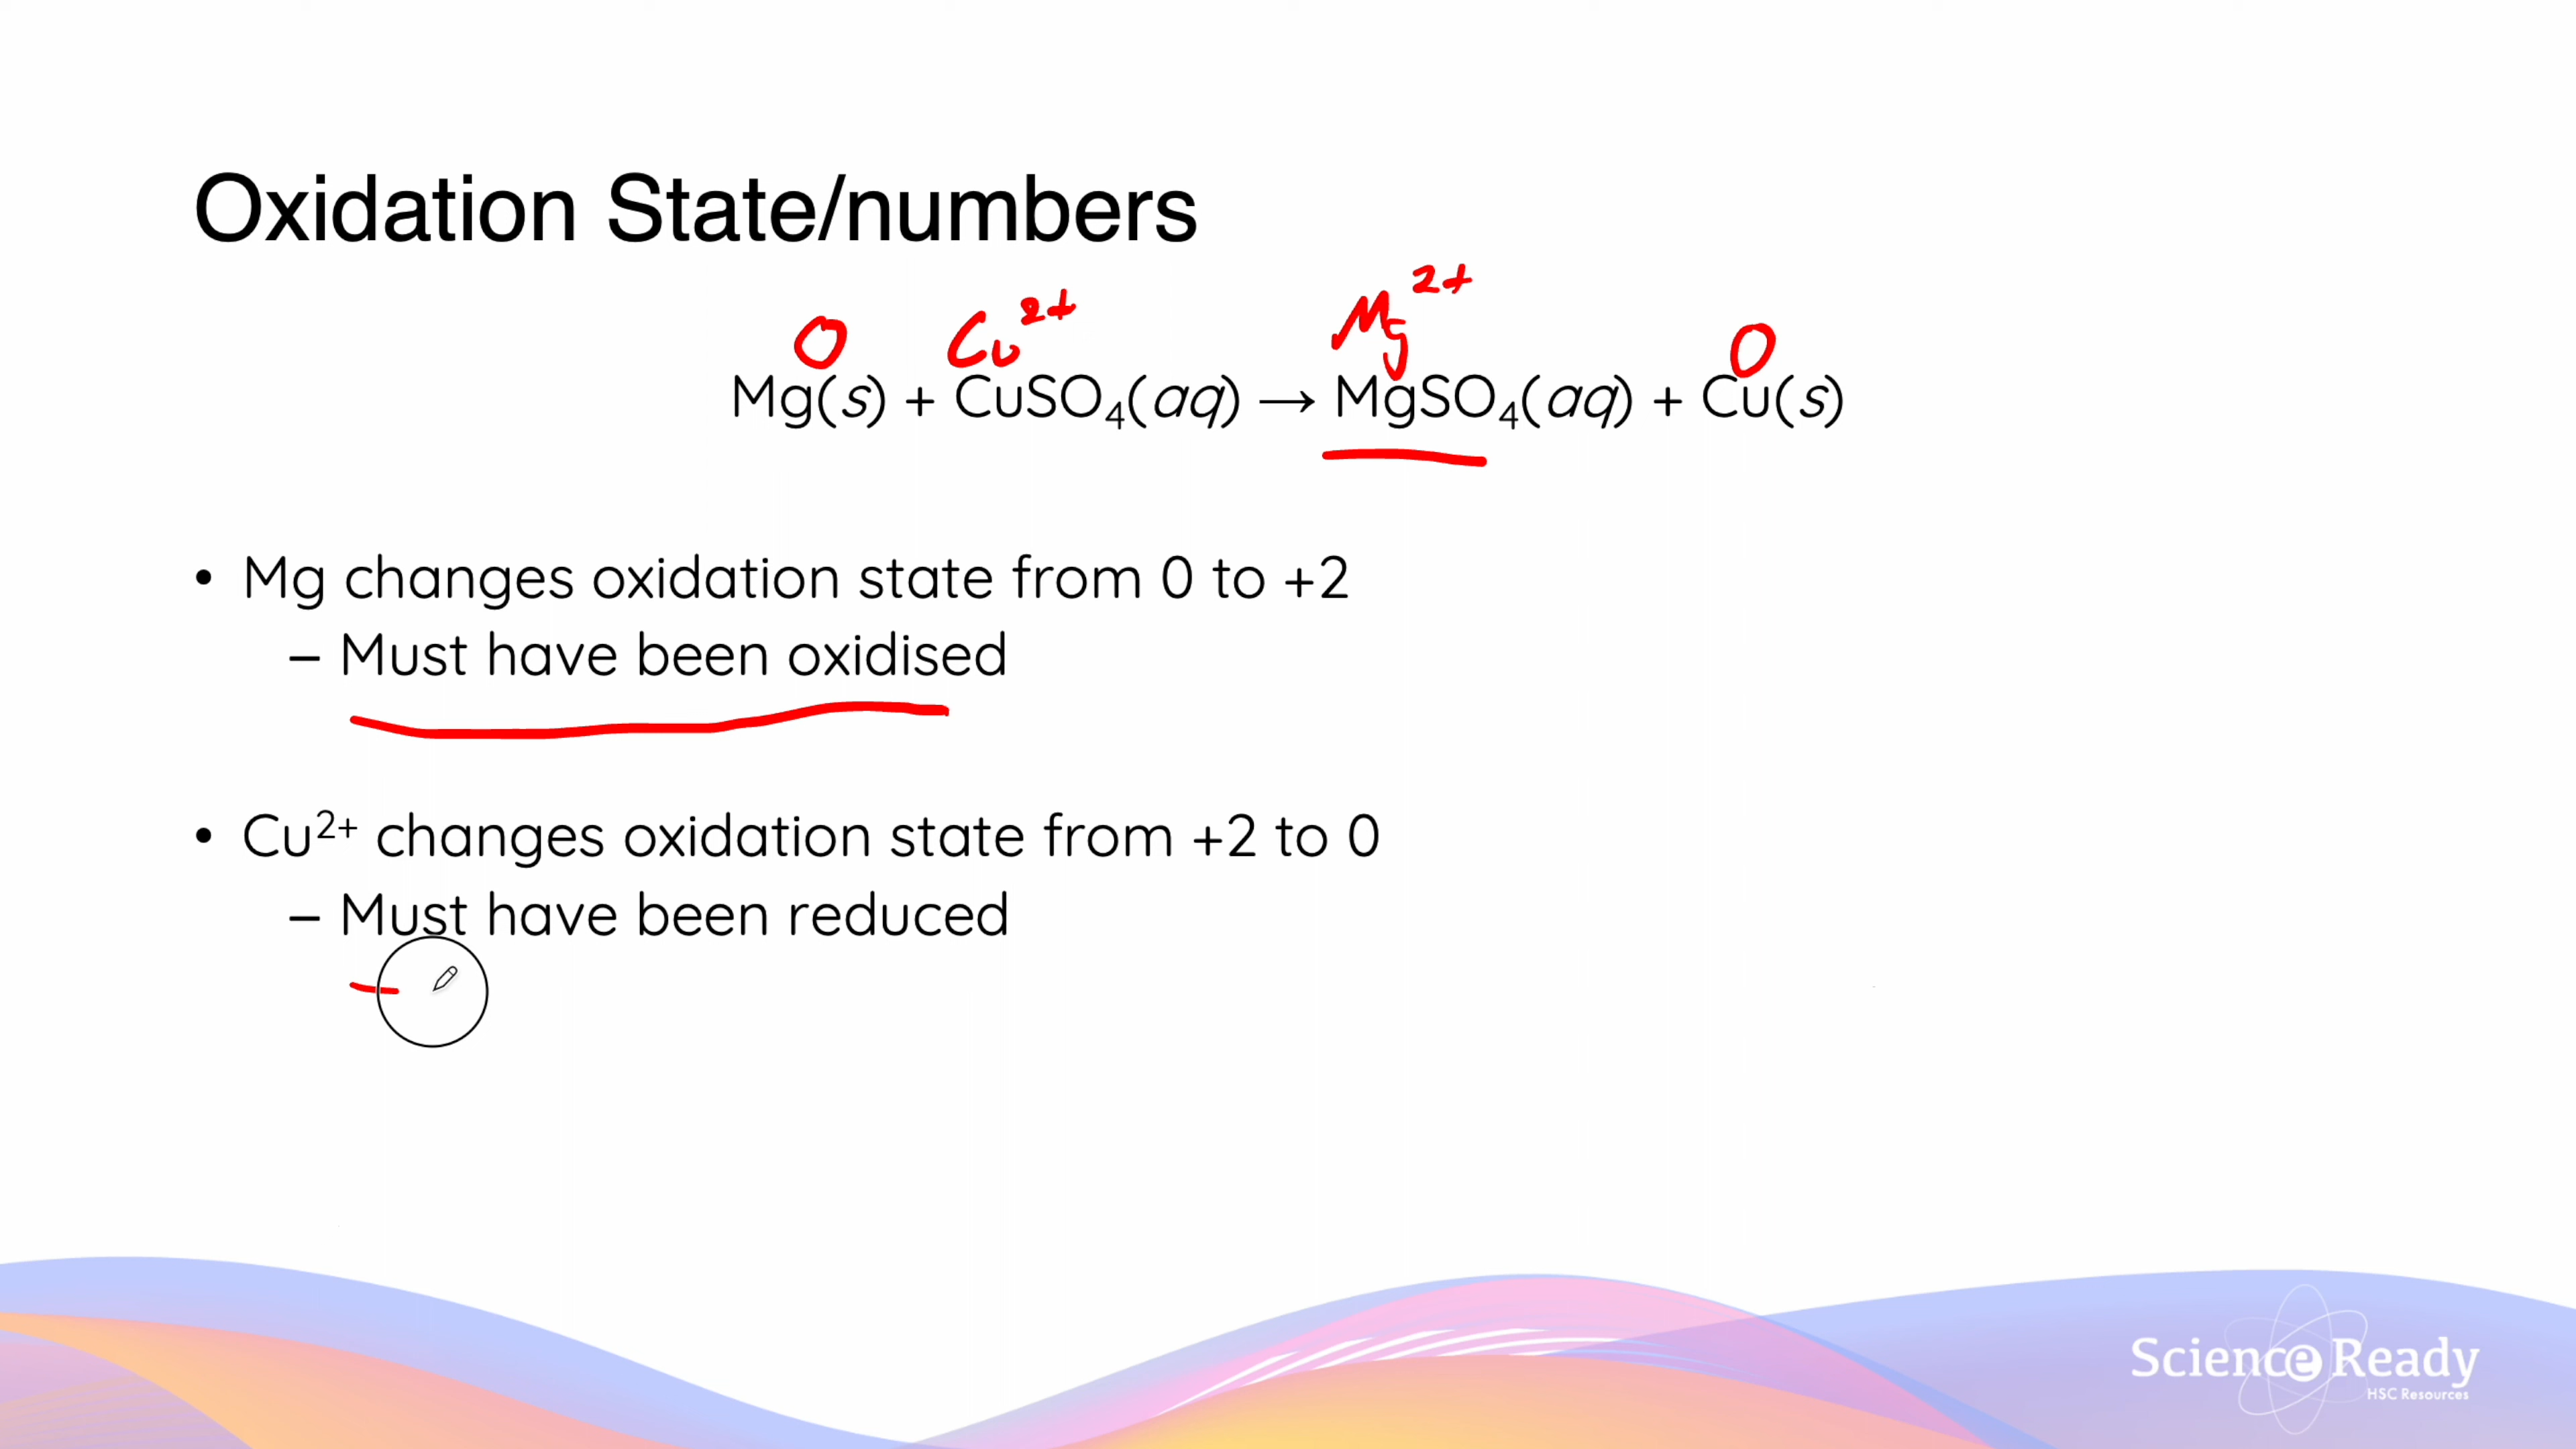 Oxidation State/numbers
0 Cu²⁺ Mg²⁺ 0
Mg(s) + CuSO₄(aq) → MgSO₄(aq) + Cu(s)
• Mg changes oxidation state from 0 to +2
– Must have been oxidised
• Cu²⁺ changes oxidation state from +2 to 0
– Must have been reduced
Science Ready
HSC Resources